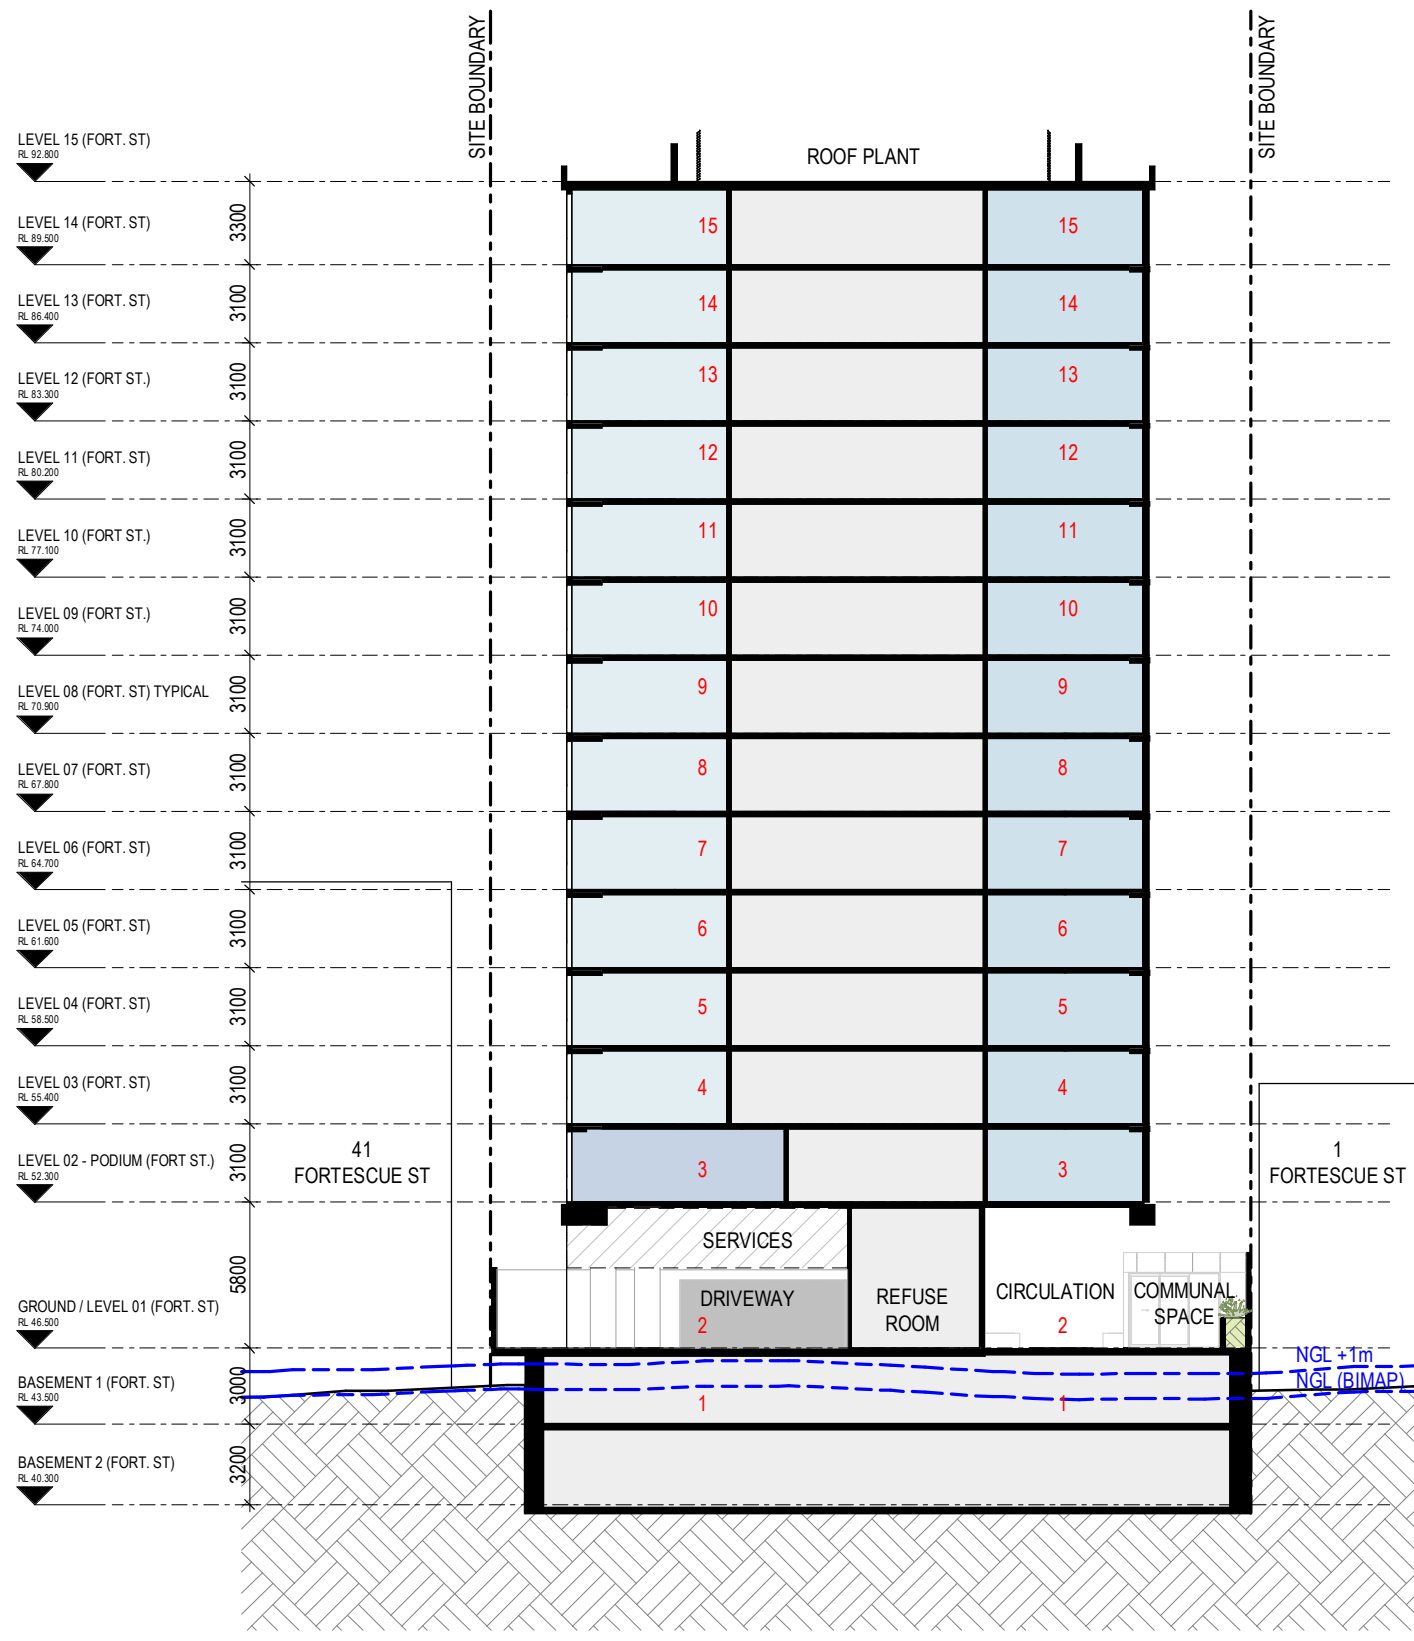 SITE BOUNDARY
SITE BOUNDARY
ROOF PLANT
LEVEL 15 (FORT. ST)
RL 92.800
3300
15
15
LEVEL 14 (FORT. ST)
RL 89.500
3100
14
14
LEVEL 13 (FORT. ST)
RL 86.400
3100
13
13
LEVEL 12 (FORT ST.)
RL 83.300
3100
12
12
LEVEL 11 (FORT. ST)
RL 80.200
3100
11
11
LEVEL 10 (FORT ST.)
RL 77.100
3100
10
10
LEVEL 09 (FORT ST.)
RL 74.000
3100
9
9
LEVEL 08 (FORT. ST) TYPICAL
RL 70.900
3100
8
8
LEVEL 07 (FORT. ST)
RL 67.800
3100
7
7
LEVEL 06 (FORT. ST)
RL 64.700
3100
6
6
LEVEL 05 (FORT. ST)
RL 61.600
3100
5
5
LEVEL 04 (FORT. ST)
RL 58.500
3100
4
4
LEVEL 03 (FORT. ST)
RL 55.400
3100
3
3
LEVEL 02 - PODIUM (FORT ST.)
RL 52.300
41
FORTESCUE ST
1
FORTESCUE ST
5800
SERVICES
DRIVEWAY
2
REFUSE
ROOM
CIRCULATION
2
COMMUNAL
SPACE
GROUND / LEVEL 01 (FORT. ST)
RL 46.500
3000
1
1
NGL +1m
NGL (BIMAP)
BASEMENT 1 (FORT. ST)
RL 43.500
3200
BASEMENT 2 (FORT. ST)
RL 40.300